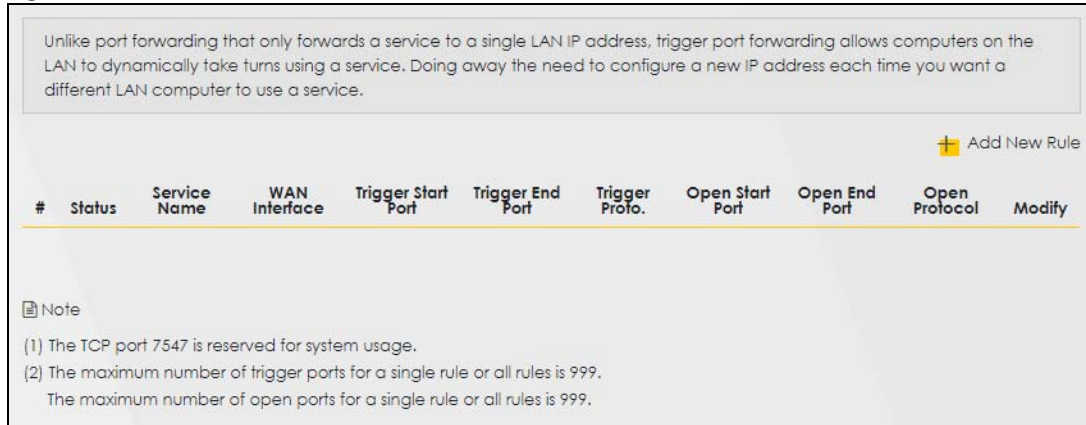 Unlike port forwarding that only forwards a service to a single LAN IP address, trigger port forwarding allows computers on the
LAN to dynamically take turns using a service. Doing away the need to configure a new IP address each time you want a
different LAN computer to use a service.
Add New Rule
# Status Service Name WAN Interface Trigger Start Port Trigger End Port Trigger Proto. Open Start Port Open End Port Open Protocol Modify
Note
(1) The TCP port 7547 is reserved for system usage.
(2) The maximum number of trigger ports for a single rule or all rules is 999.
The maximum number of open ports for a single rule or all rules is 999.